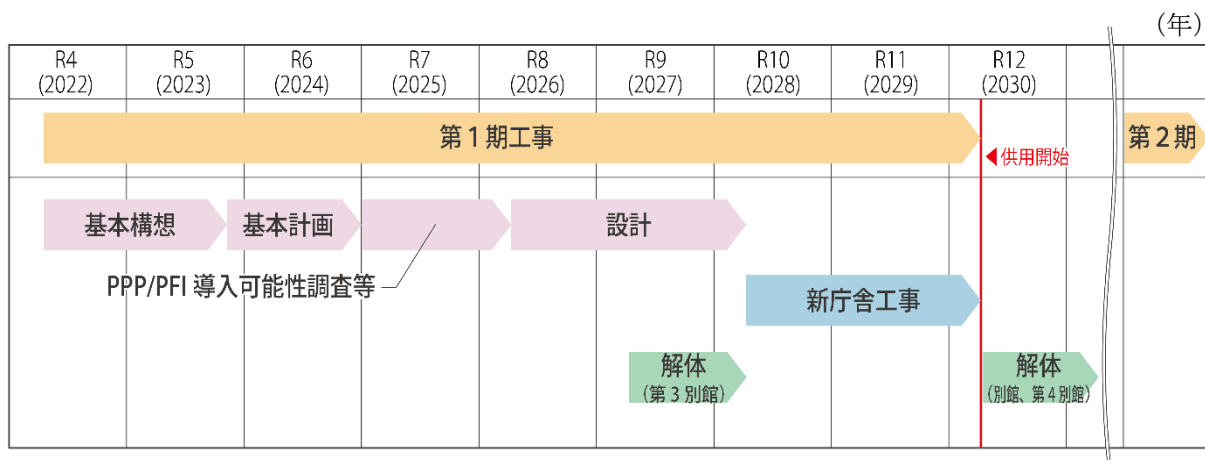 （年）
R4 R5 R6 R7 R8 R9 R10 R11 R12
(2022) (2023) (2024) (2025) (2026) (2027) (2028) (2029) (2030)
第１期工事 第２期
◀供用開始
基本構想 基本計画 設計
PPP/PFI 導入可能性調査等
新庁舎工事
解体 解体
（第３別館） （別館、第４別館）